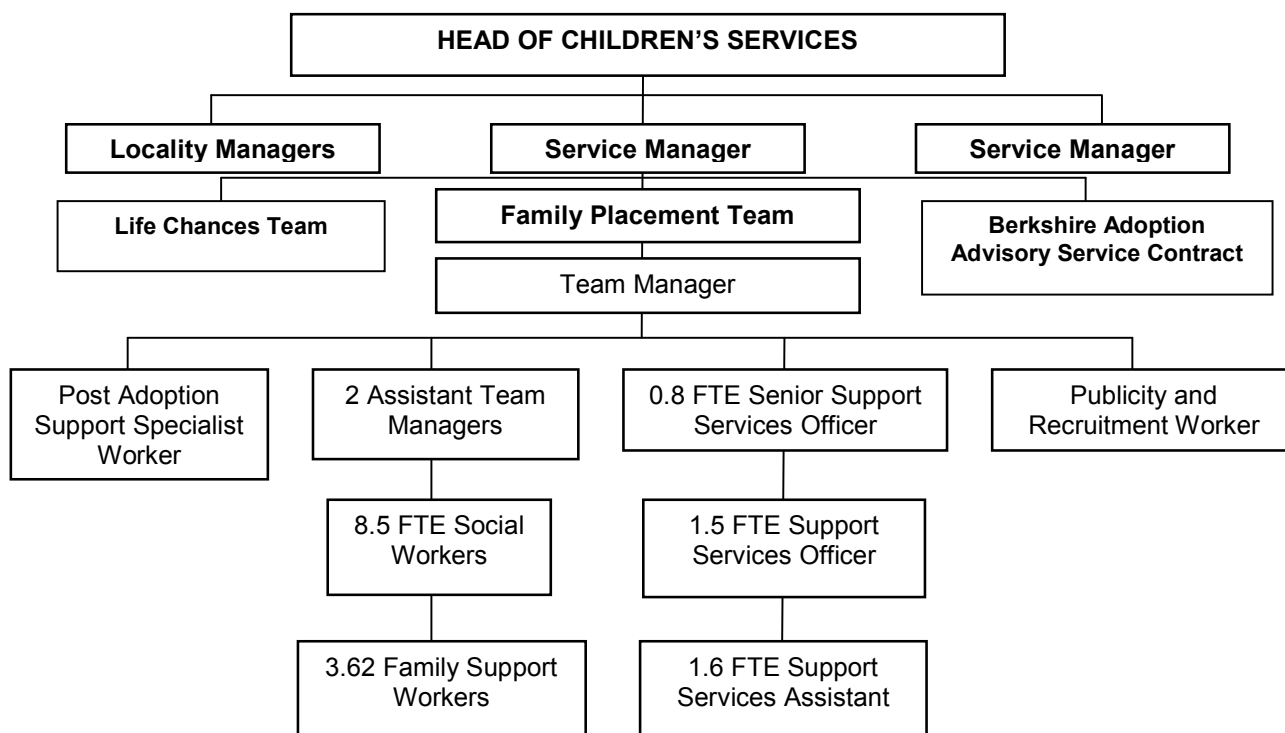 HEAD OF CHILDREN’S SERVICES
Locality Managers
Service Manager
Service Manager
Life Chances Team
Family Placement Team
Berkshire Adoption
Advisory Service Contract
Team Manager
Post Adoption
Support Specialist
Worker
2 Assistant Team
Managers
0.8 FTE Senior Support
Services Officer
Publicity and
Recruitment Worker
8.5 FTE Social
Workers
1.5 FTE Support
Services Officer
3.62 Family Support
Workers
1.6 FTE Support
Services Assistant